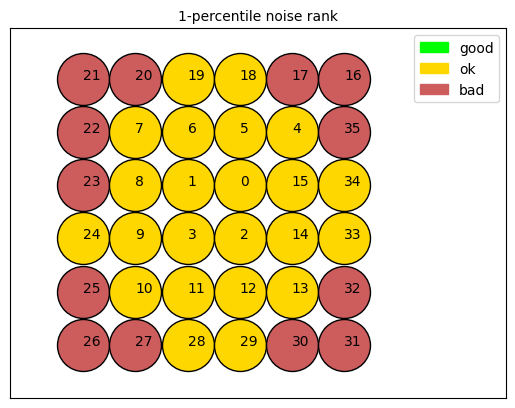 1-percentile noise rank
good
ok
bad
21 20 19 18 17 16
22 7 6 5 4 35
23 8 1 0 15 34
24 9 3 2 14 33
25 10 11 12 13 32
26 27 28 29 30 31